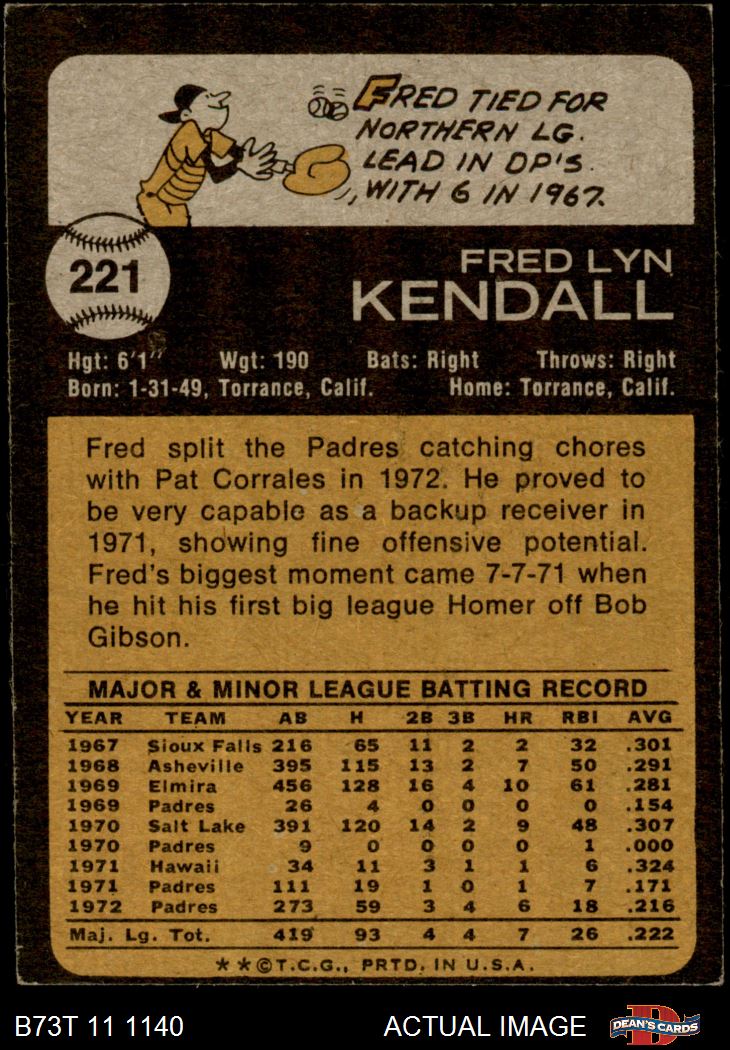 FRED TIED FOR
NORTHERN LG.
LEAD IN DP'S
WITH 6 IN 1967.
221
FRED LYN
KENDALL
Hgt: 6'1" Wgt: 190 Bats: Right Throws: Right
Born: 1-31-49, Torrance, Calif. Home: Torrance, Calif.
Fred split the Padres catching chores
with Pat Corrales in 1972. He proved to
be very capable as a backup receiver in
1971, showing fine offensive potential.
Fred's biggest moment came 7-7-71 when
he hit his first big league Homer off Bob
Gibson.
MAJOR & MINOR LEAGUE BATTING RECORD
YEAR TEAM AB H 2B 3B HR RBI AVG
1967 Sioux Falls 216 65 11 2 2 32 .301
1968 Asheville 395 115 13 2 7 50 .291
1969 Elmira 456 128 16 4 10 61 .281
1969 Padres 26 4 0 0 0 0 .154
1970 Salt Lake 391 120 14 2 9 48 .307
1970 Padres 9 0 0 0 0 1 .000
1971 Hawaii 34 11 3 1 1 6 .324
1971 Padres 111 19 1 0 1 7 .171
1972 Padres 273 59 3 4 6 18 .216
Maj. Lg. Tot. 419 93 4 4 7 26 .222
★★©T.C.G., PRTD. IN U.S.A.
B73T 11 1140 ACTUAL IMAGE D DEAN'S CARDS